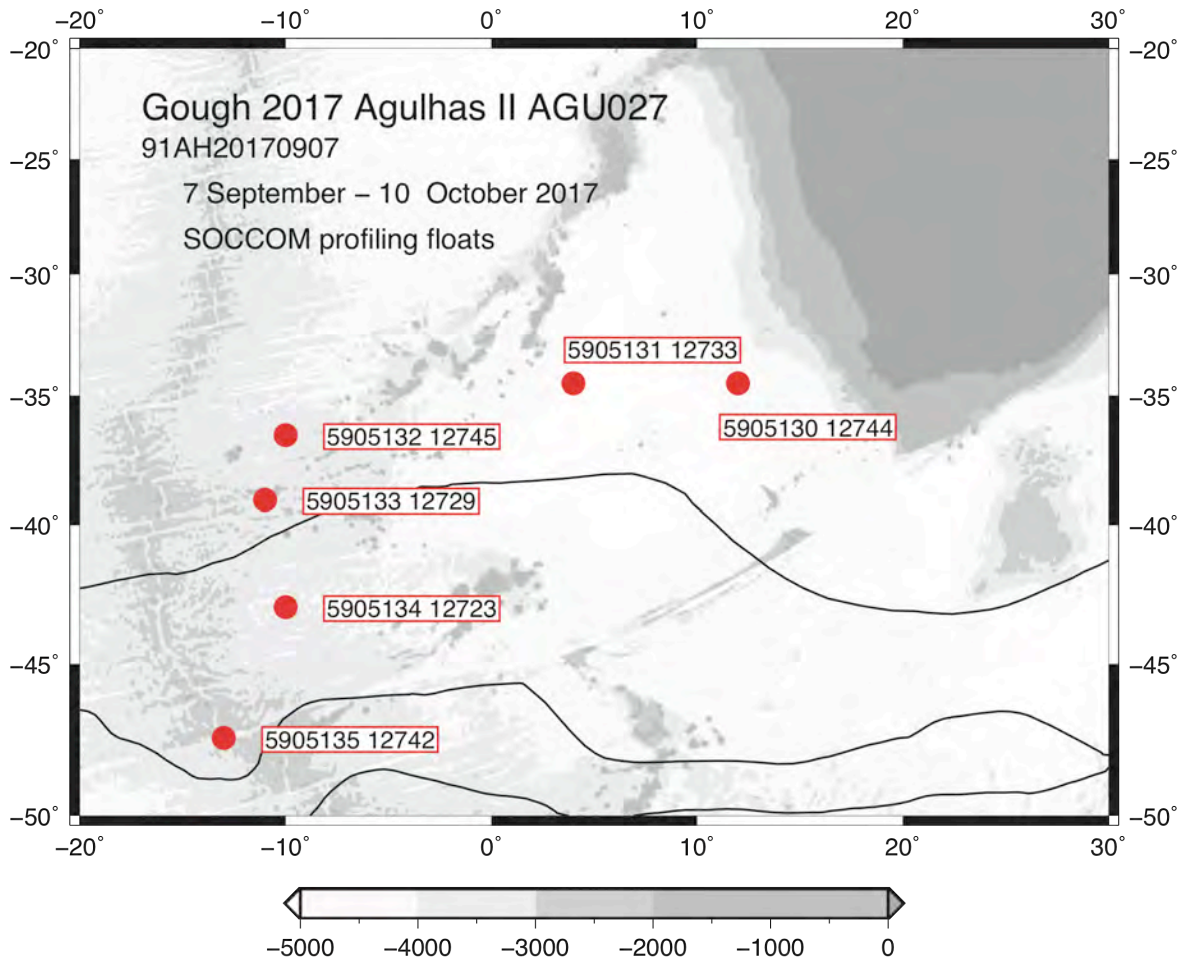 −20° −10° 0° 10° 20° 30°
−20° −20°
Gough 2017 Agulhas II AGU027
91AH20170907
−25° −25°
7 September − 10 October 2017
SOCCOM profiling floats
−30° −30°
5905131 12733
−35° −35°
5905130 12744
5905132 12745
5905133 12729
−40° −40°
5905134 12723
−45° −45°
5905135 12742
−50° −50°
−20° −10° 0° 10° 20° 30°
−5000 −4000 −3000 −2000 −1000 0